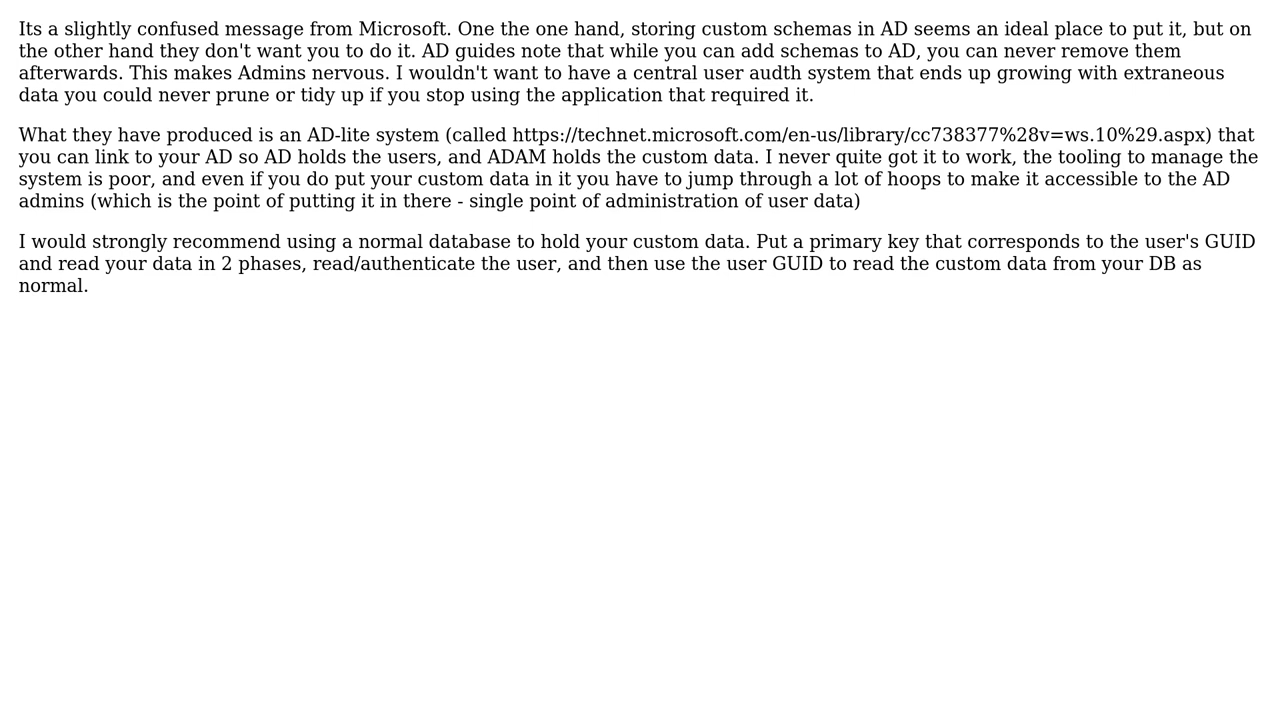 Its a slightly confused message from Microsoft. One the one hand, storing custom schemas in AD seems an ideal place to put it, but on
the other hand they don't want you to do it. AD guides note that while you can add schemas to AD, you can never remove them
afterwards. This makes Admins nervous. I wouldn't want to have a central user audth system that ends up growing with extraneous
data you could never prune or tidy up if you stop using the application that required it.
What they have produced is an AD-lite system (called https://technet.microsoft.com/en-us/library/cc738377%28v=ws.10%29.aspx) that
you can link to your AD so AD holds the users, and ADAM holds the custom data. I never quite got it to work, the tooling to manage the
system is poor, and even if you do put your custom data in it you have to jump through a lot of hoops to make it accessible to the AD
admins (which is the point of putting it in there - single point of administration of user data)
I would strongly recommend using a normal database to hold your custom data. Put a primary key that corresponds to the user's GUID
and read your data in 2 phases, read/authenticate the user, and then use the user GUID to read the custom data from your DB as
normal.